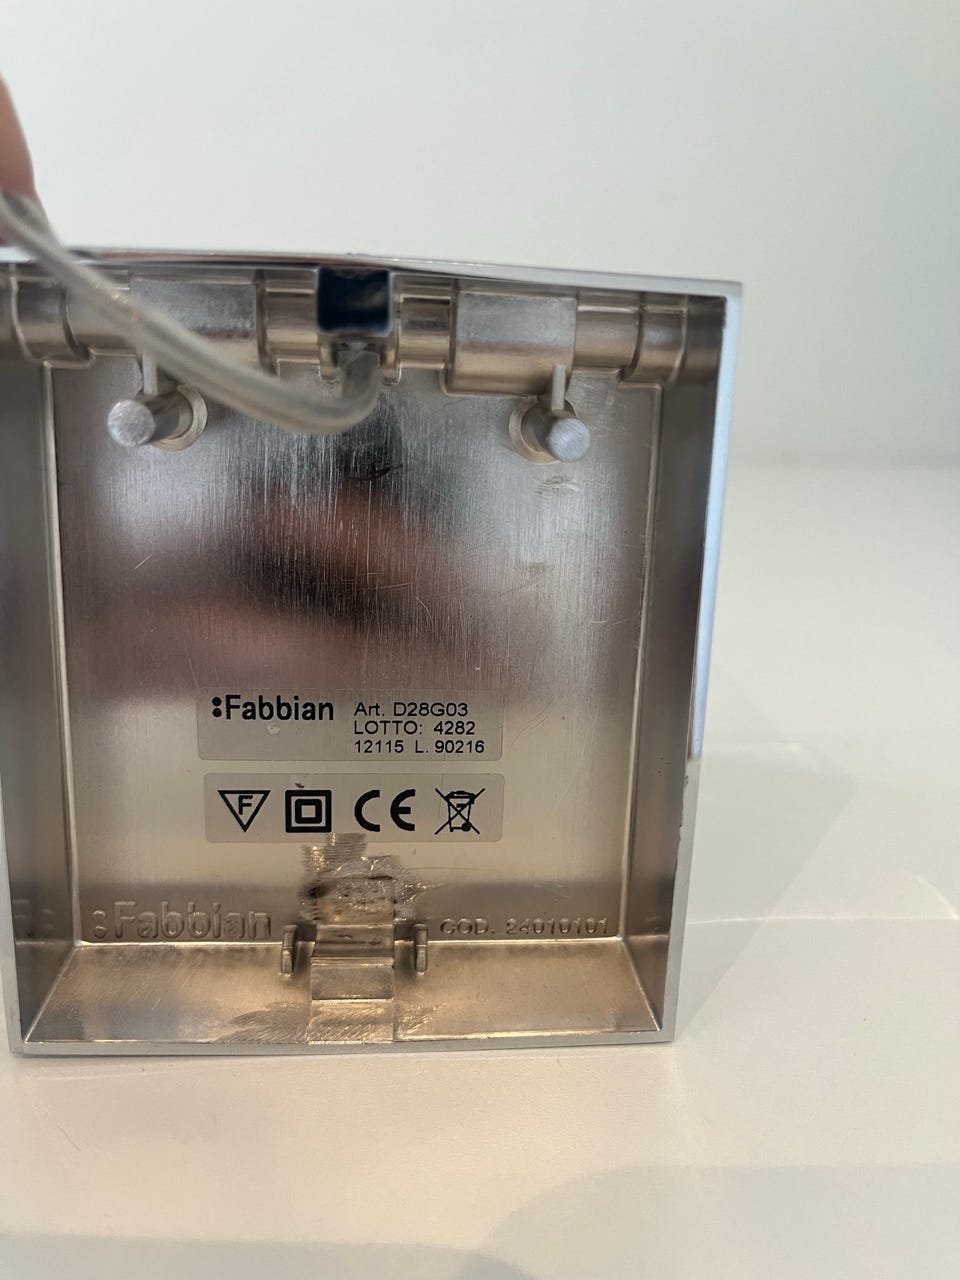 :Fabbian
Art. D28G03
LOTTO: 4282
12115 L. 90216
F
CE
:Fabbian
COD. 24010101